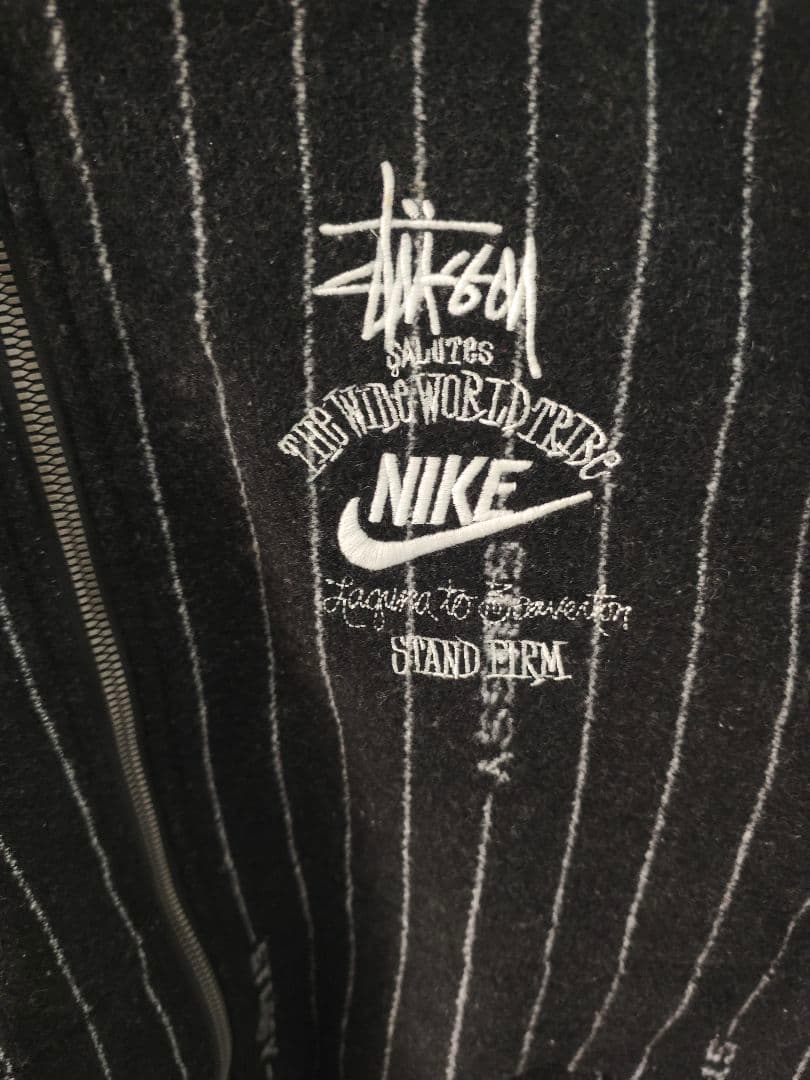 Stüssy
SALUTES
THE WIDE WORLD TRIBE
NIKE
Laguna to Beaverton
STAND FIRM